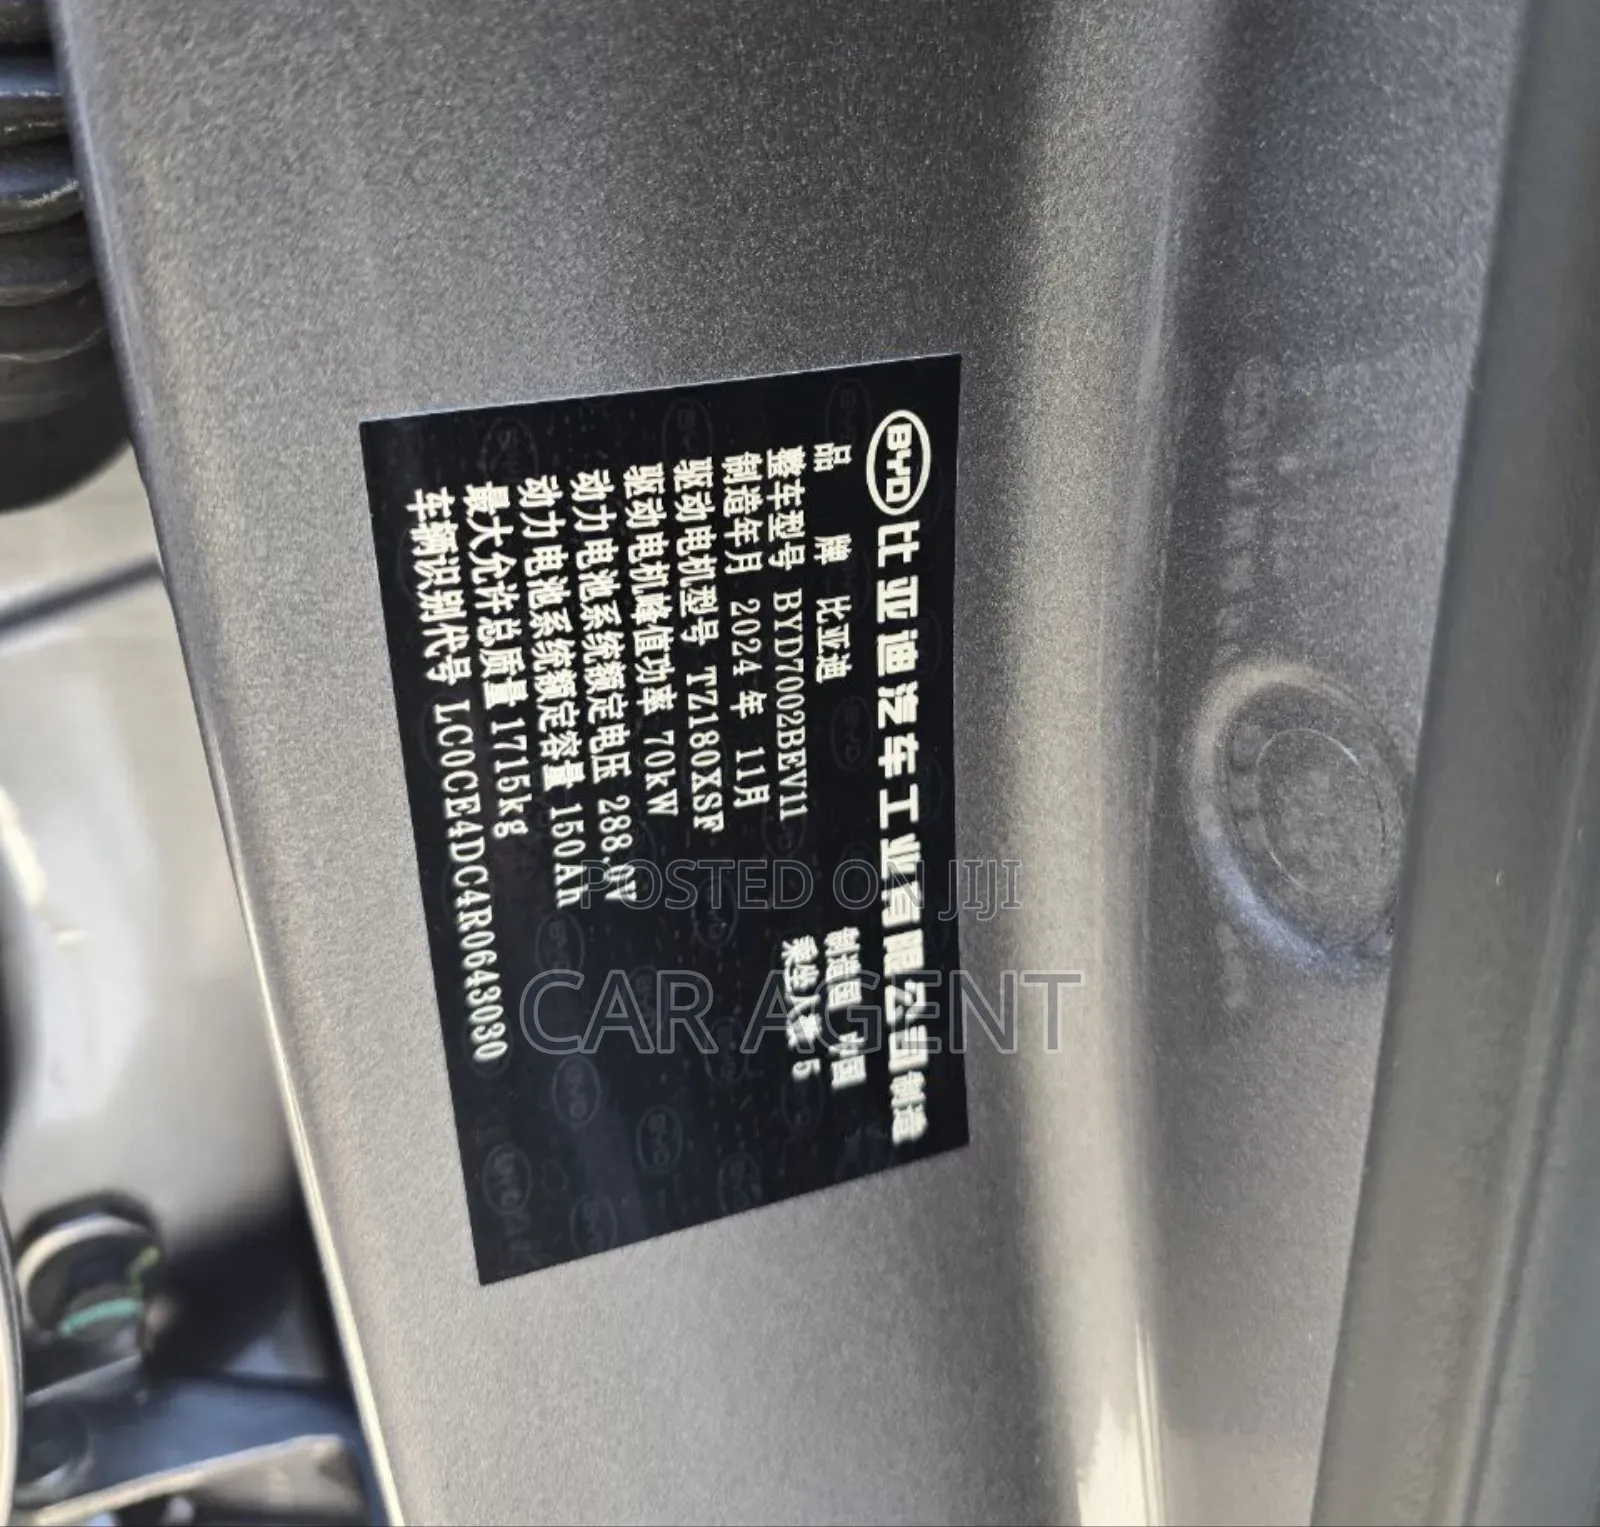 BYD 比亚迪汽车工业有限公司制造
品牌 比亚迪 制造国 中国
整车型号 BYD7002BEV11 乘坐人数 5
制造年月 2024 年 11月
驱动电机型号 TZ180XSF
驱动电机峰值功率 70kW
动力电池系统额定电压 288.0V
动力电池系统额定容量 150Ah
最大允许总质量 1715kg
车辆识别代号 LC0CE4DC4R0643030
POSTED ON JIJI
CAR AGENT